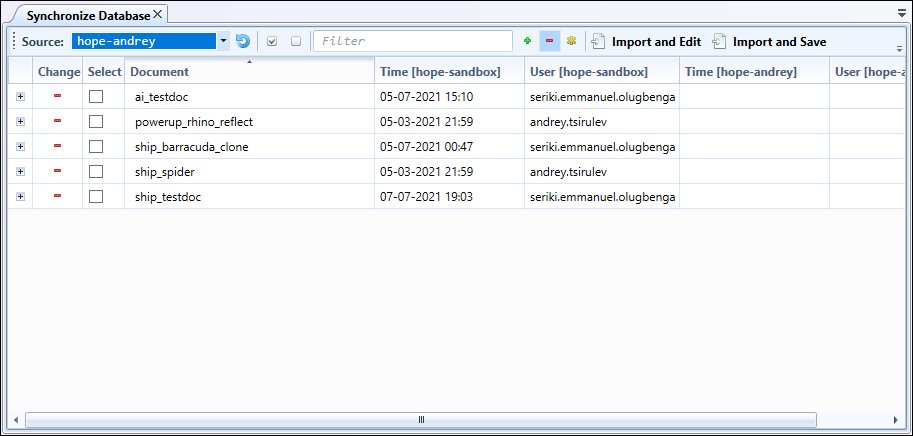 Synchronize Database
Source: hope-andrey Filter Import and Edit Import and Save
Change Select Document Time [hope-sandbox] User [hope-sandbox] Time [hope-andrey] User [hope-a
ai_testdoc 05-07-2021 15:10 seriki.emmanuel.olugbenga
powerup_rhino_reflect 05-03-2021 21:59 andrey.tsirulev
ship_barracuda_clone 05-07-2021 00:47 seriki.emmanuel.olugbenga
ship_spider 05-03-2021 21:59 andrey.tsirulev
ship_testdoc 07-07-2021 19:03 seriki.emmanuel.olugbenga